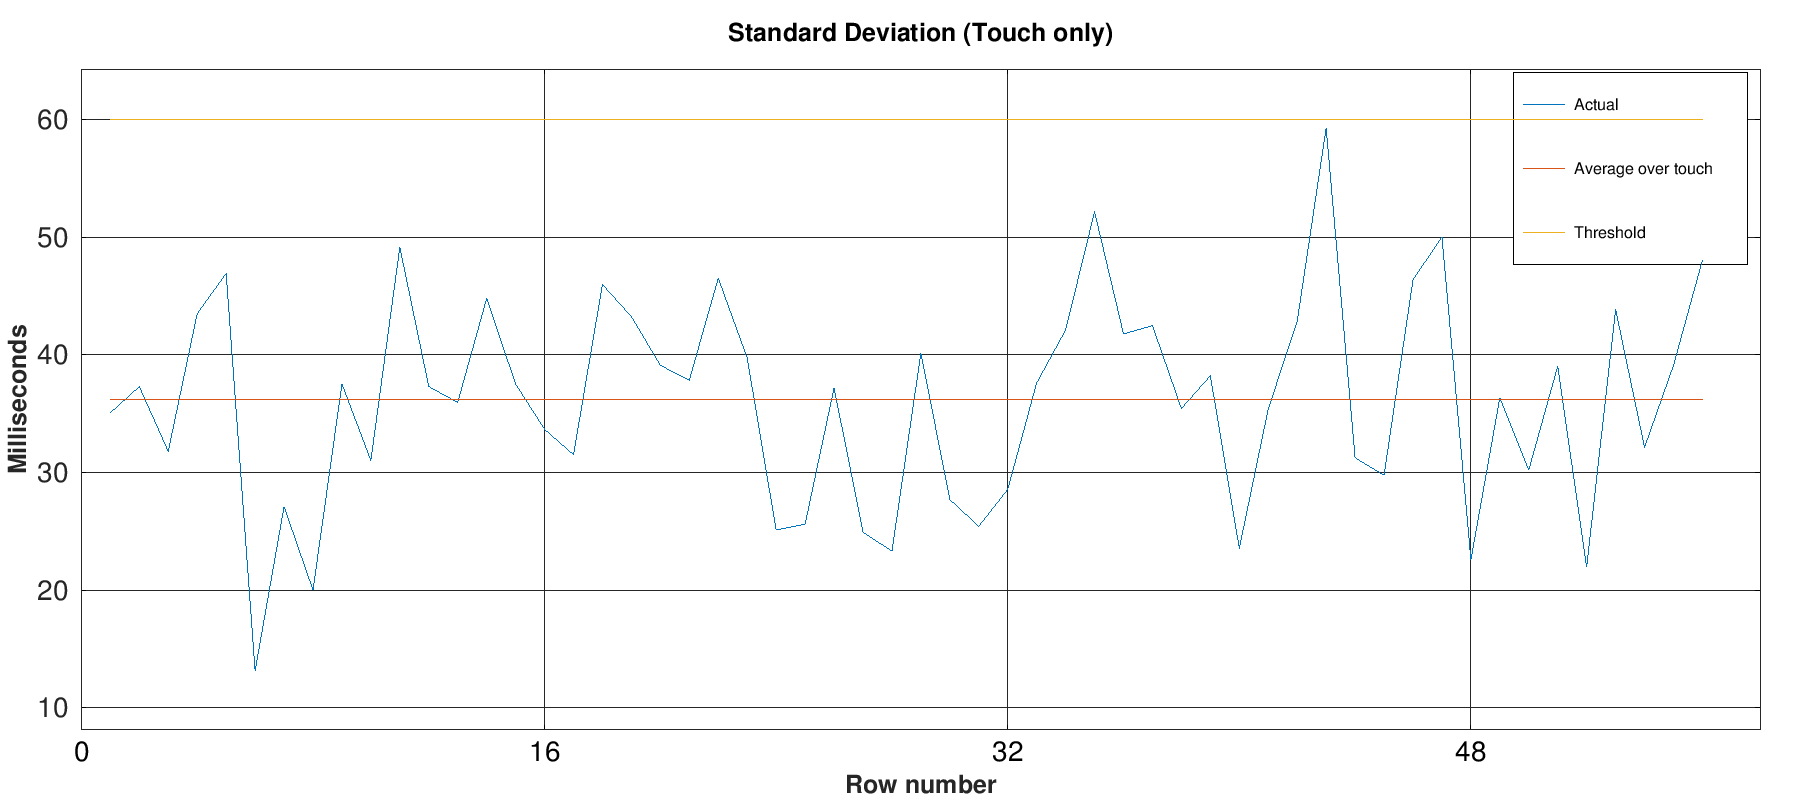 Standard Deviation (Touch only)
60
50
40
30
20
10
Milliseconds
Actual
Average over touch
Threshold
0 16 32 48
Row number